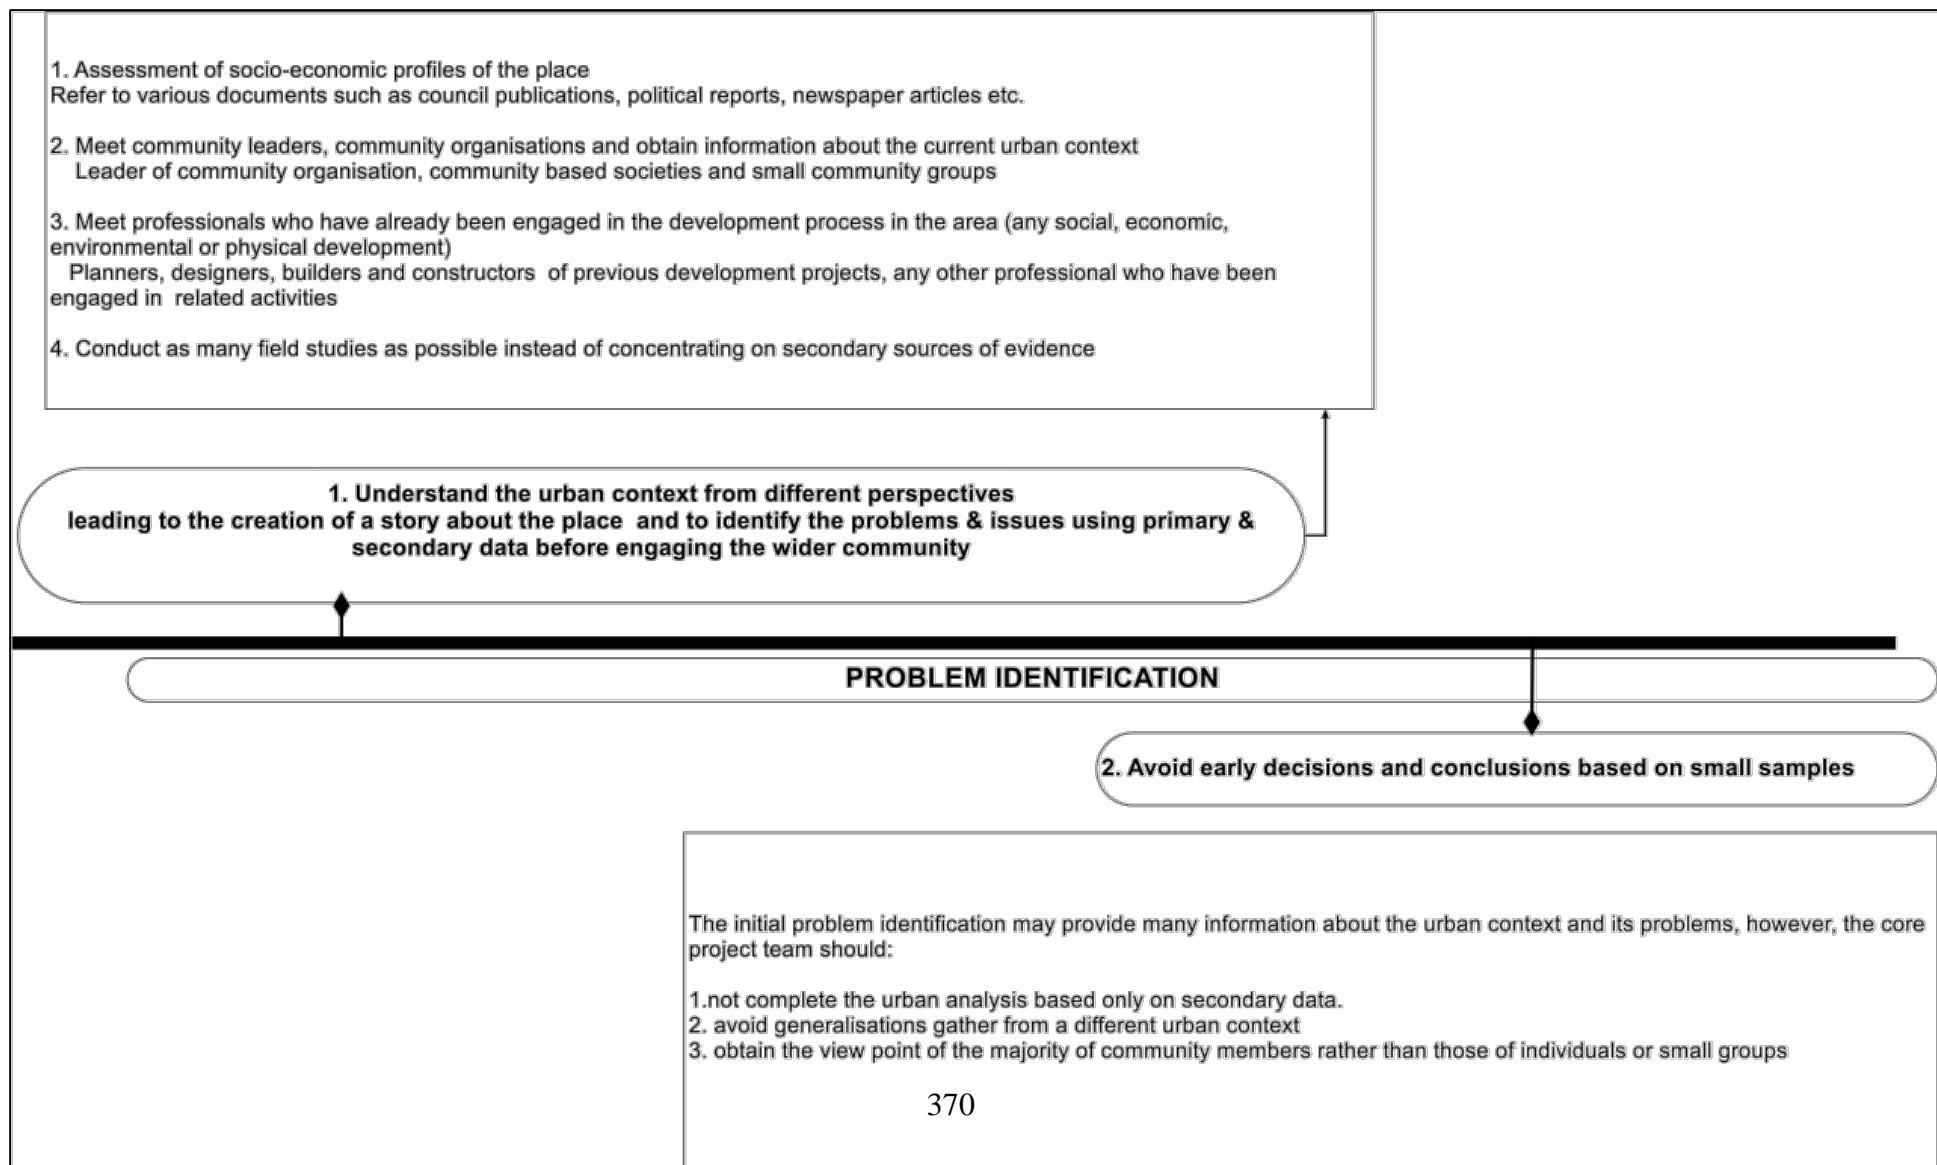 1. Assessment of socio-economic profiles of the place
Refer to various documents such as council publications, political reports, newspaper articles etc.
2. Meet community leaders, community organisations and obtain information about the current urban context
Leader of community organisation, community based societies and small community groups
3. Meet professionals who have already been engaged in the development process in the area (any social, economic,
environmental or physical development)
Planners, designers, builders and constructors of previous development projects, any other professional who have been
engaged in related activities
4. Conduct as many field studies as possible instead of concentrating on secondary sources of evidence
1. Understand the urban context from different perspectives
leading to the creation of a story about the place and to identify the problems & issues using primary &
secondary data before engaging the wider community
PROBLEM IDENTIFICATION
2. Avoid early decisions and conclusions based on small samples
The initial problem identification may provide many information about the urban context and its problems, however, the core
project team should:
1.not complete the urban analysis based only on secondary data.
2. avoid generalisations gather from a different urban context
3. obtain the view point of the majority of community members rather than those of individuals or small groups
370